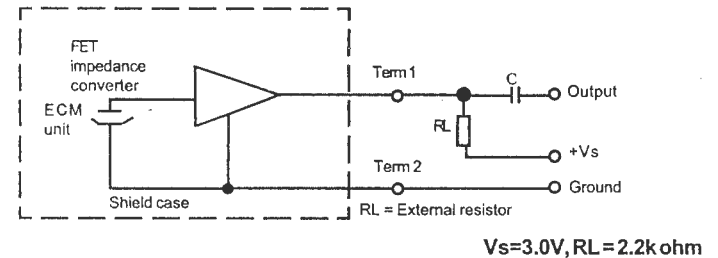 FET
impedance
converter
ECM
unit
Shield case
Term 1
Term 2
RL
C
Output
+Vs
Ground
RL = External resistor
Vs=3.0V, RL=2.2k ohm